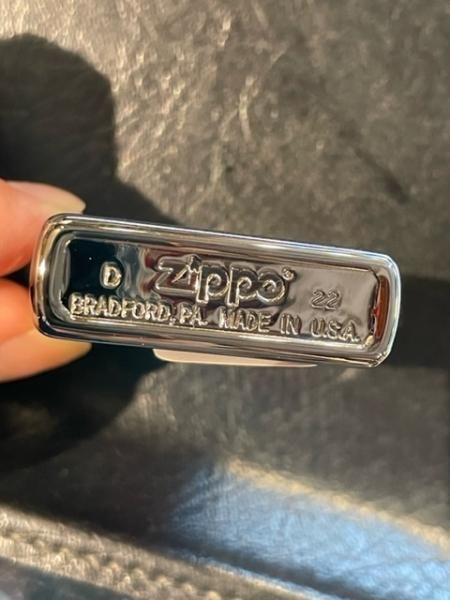 D Zippo® 22
BRADFORD, PA. MADE IN U.S.A.